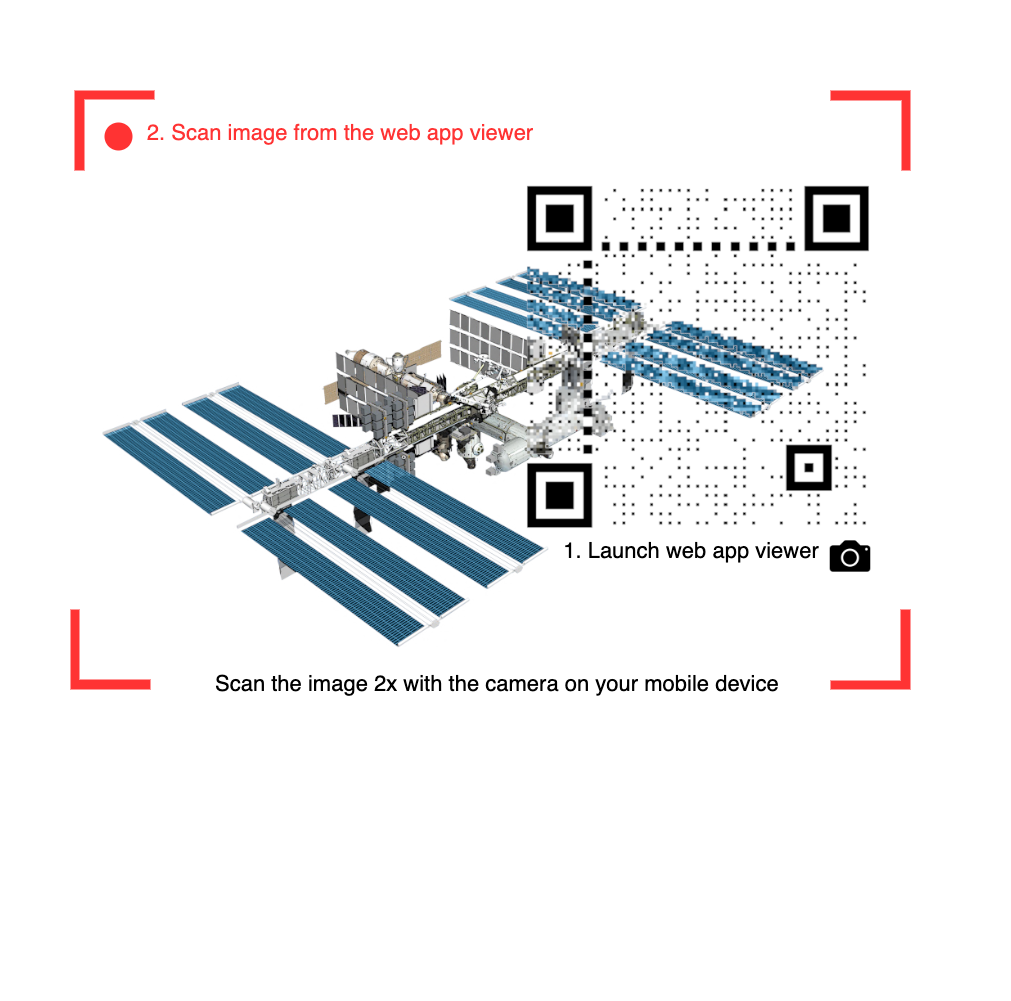 2. Scan image from the web app viewer
1. Launch web app viewer
Scan the image 2x with the camera on your mobile device